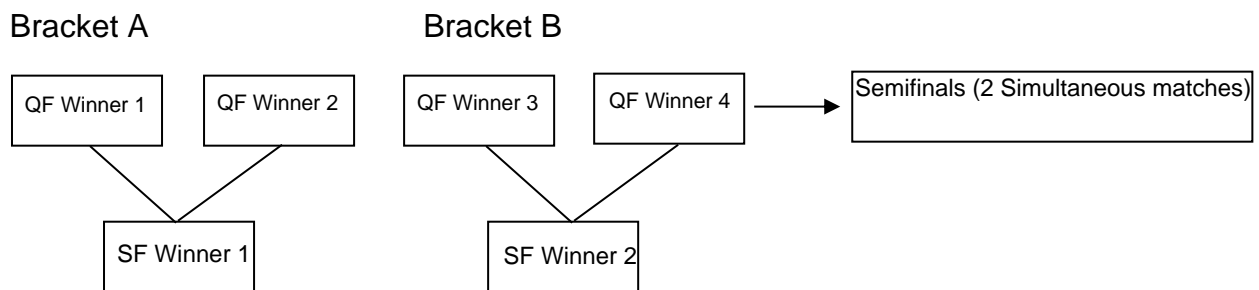 Bracket A
Bracket B
QF Winner 1
QF Winner 2
QF Winner 3
QF Winner 4
Semifinals (2 Simultaneous matches)
SF Winner 1
SF Winner 2